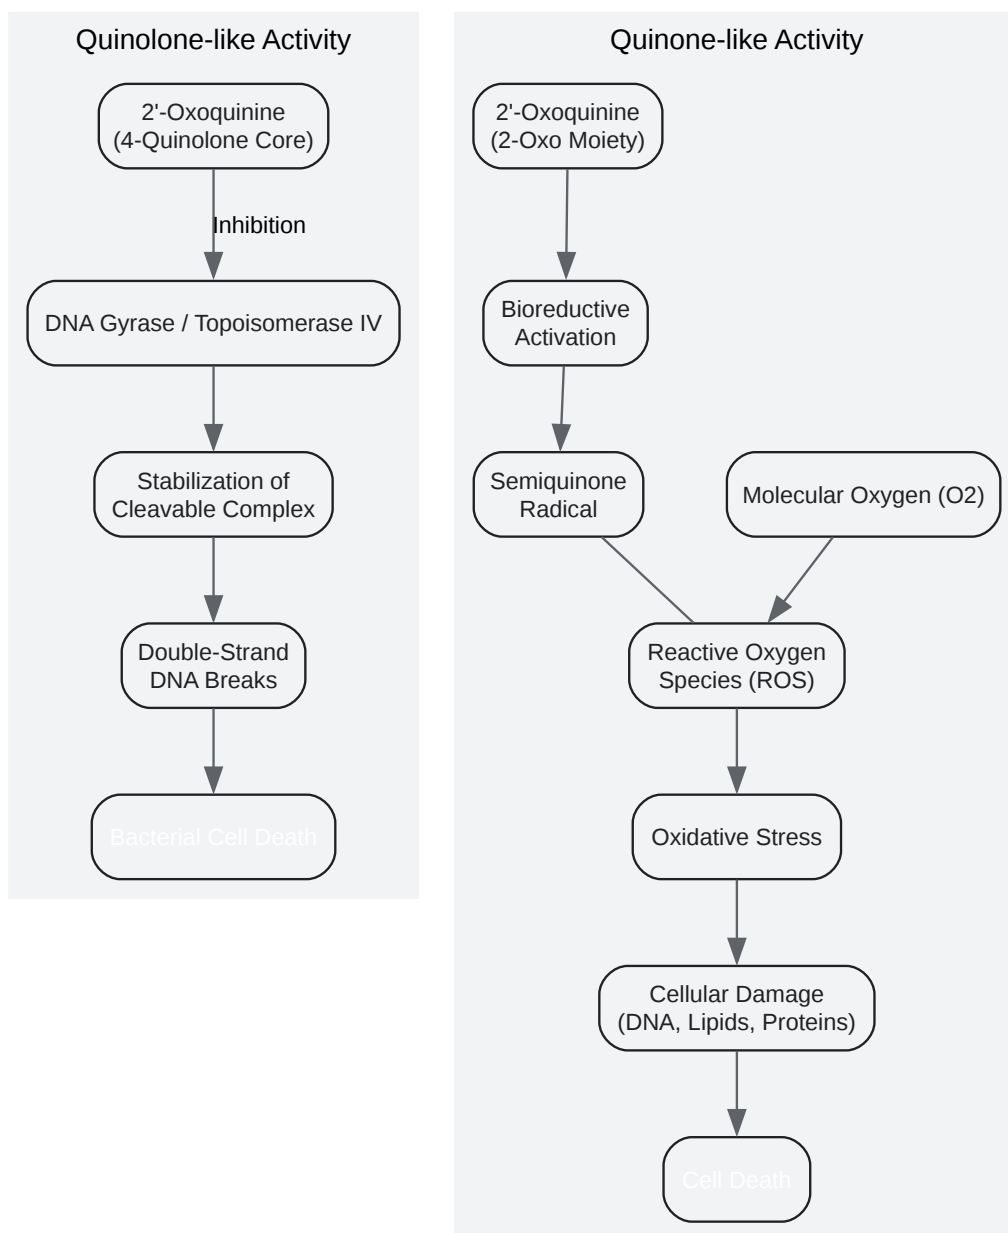 Quinolone-like Activity
2'-Oxoquinine
(4-Quinolone Core)
Inhibition
DNA Gyrase / Topoisomerase IV
Stabilization of
Cleavable Complex
Double-Strand
DNA Breaks
Bacterial Cell Death
Quinone-like Activity
2'-Oxoquinine
(2-Oxo Moiety)
Bioreductive
Activation
Semiquinone
Radical
Molecular Oxygen (O2)
Reactive Oxygen
Species (ROS)
Oxidative Stress
Cellular Damage
(DNA, Lipids, Proteins)
Cell Death